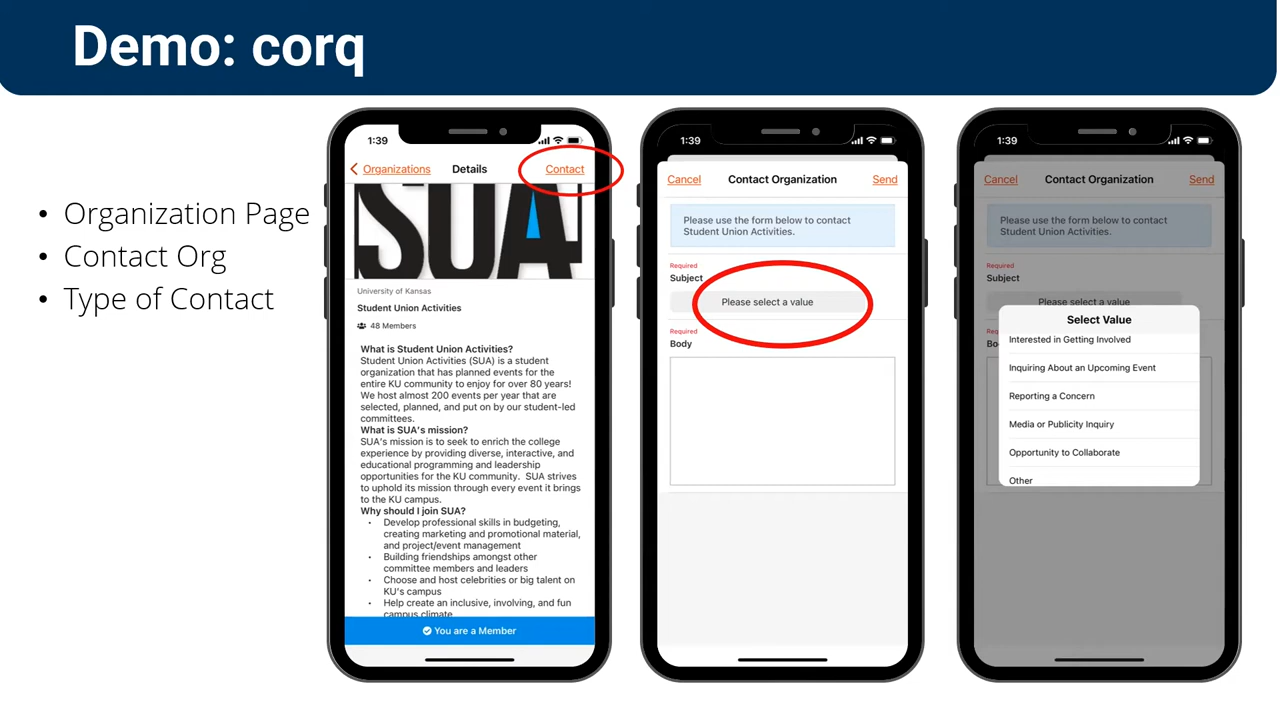 Demo: corq
• Organization Page
• Contact Org
• Type of Contact
1:39
Organizations
Details
Contact
SUA
University of Kansas
Student Union Activities
48 Members
What is Student Union Activities?
Student Union Activities (SUA) is a student
organization that has planned events for the
entire KU community to enjoy for over 80 years!
We host almost 200 events per year that are
selected, planned, and put on by our student-led
committees.
What is SUA's mission?
SUA's mission is to seek to enrich the college
experience by providing diverse, interactive, and
educational programming and leadership
opportunities for the KU community. SUA strives
to uphold its mission through every event it brings
to the KU campus.
Why should I join SUA?
• Develop professional skills in budgeting,
creating marketing and promotional material,
and project/event management
• Building friendships amongst other
committee members and leaders
• Choose and host celebrities or big talent on
KU's campus
• Help create an inclusive, involving, and fun
campus climate
You are a Member
1:39
Cancel
Contact Organization
Send
Please use the form below to contact
Student Union Activities.
Required
Subject
Please select a value
Required
Body
1:39
Cancel
Contact Organization
Send
Please use the form below to contact
Student Union Activities.
Required
Subject
Please select a value
Select Value
Interested in Getting Involved
Inquiring About an Upcoming Event
Reporting a Concern
Media or Publicity Inquiry
Opportunity to Collaborate
Other